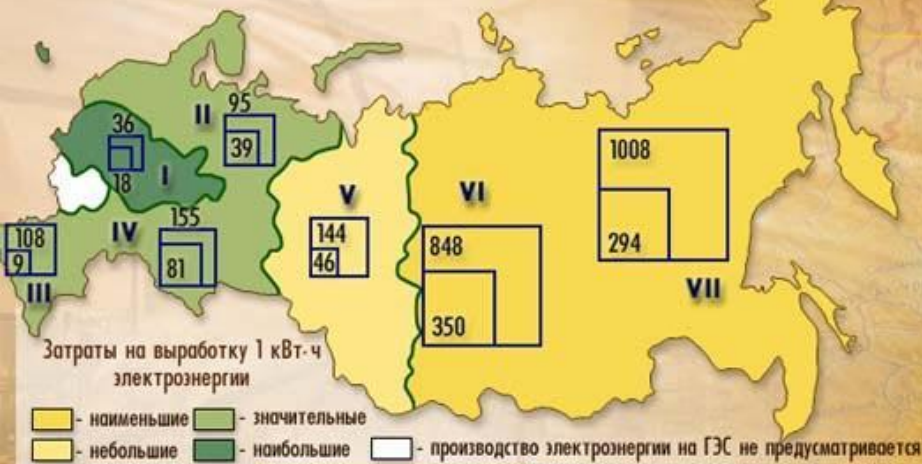 II
95
39
36
18
I
IV
155
81
108
9
III
V
144
46
VI
848
350
1008
294
VII
Затраты на выработку 1 кВт·ч
электроэнергии
- наименьшие - значительные
- небольшие - наибольшие - производство электроэнергии на ГЭС не предусматривается